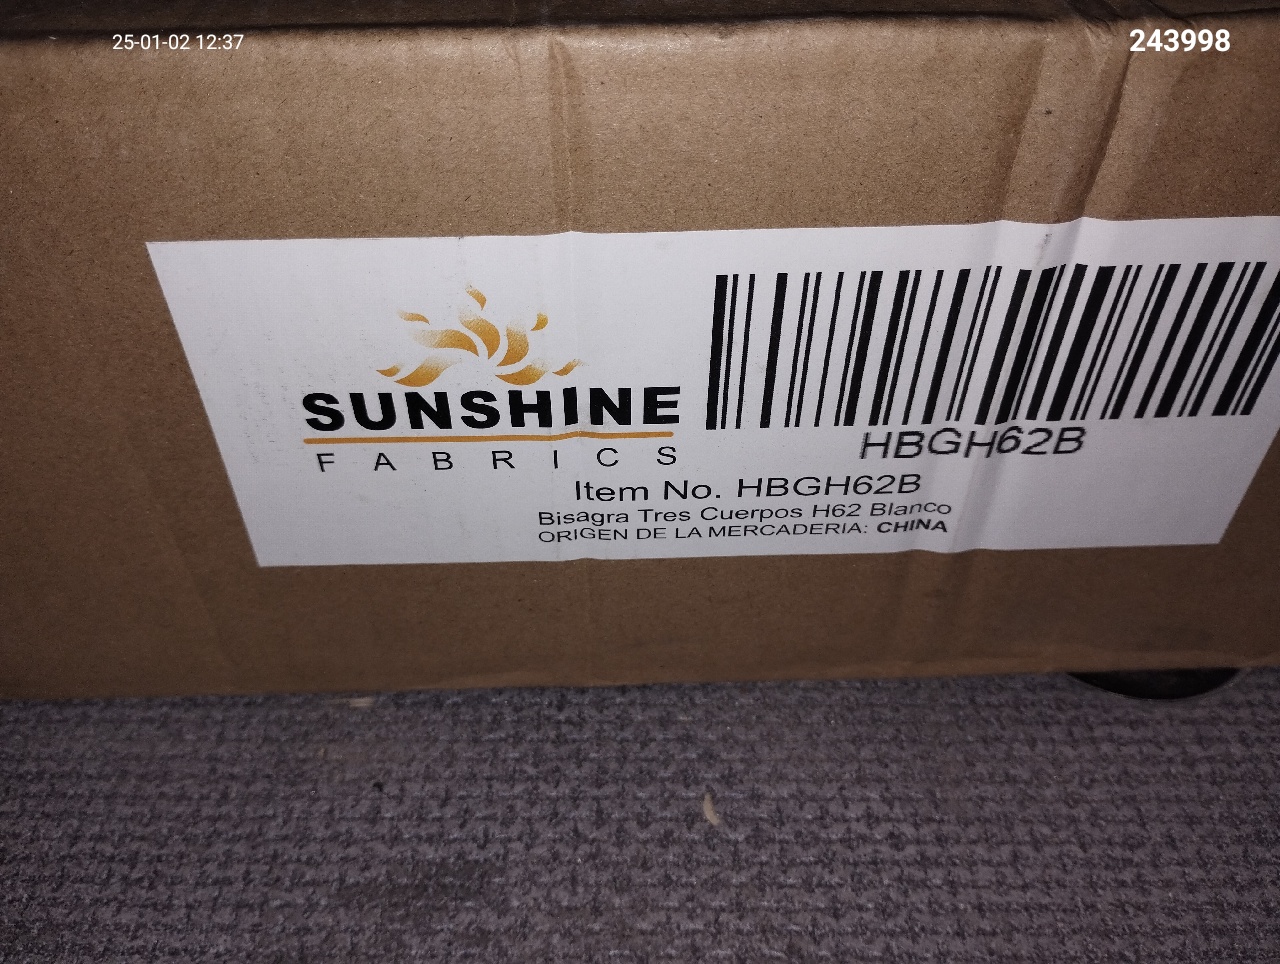 25-01-02 12:37
243998
SUNSHINE
FABRICS
HBGH62B
Item No. HBGH62B
Bisagra Tres Cuerpos H62 Blanco
ORIGEN DE LA MERCADERIA: CHINA